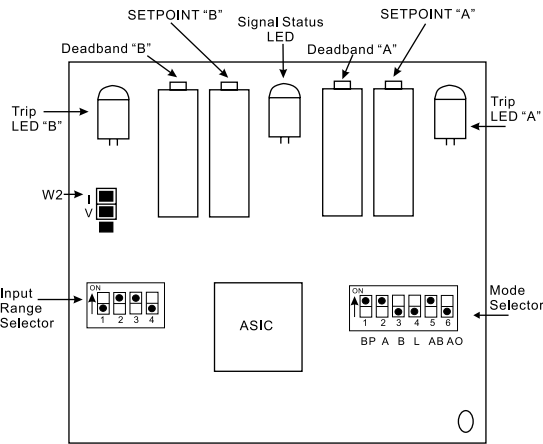 SETPOINT "B"
Signal Status
LED
SETPOINT "A"
Deadband "B"
Deadband "A"
Trip
LED "B"
Trip
LED "A"
W2
I
V
Input
Range
Selector
ON
1 2 3 4
ASIC
ON
1 2 3 4 5 6
BP A B L AB AO
Mode
Selector